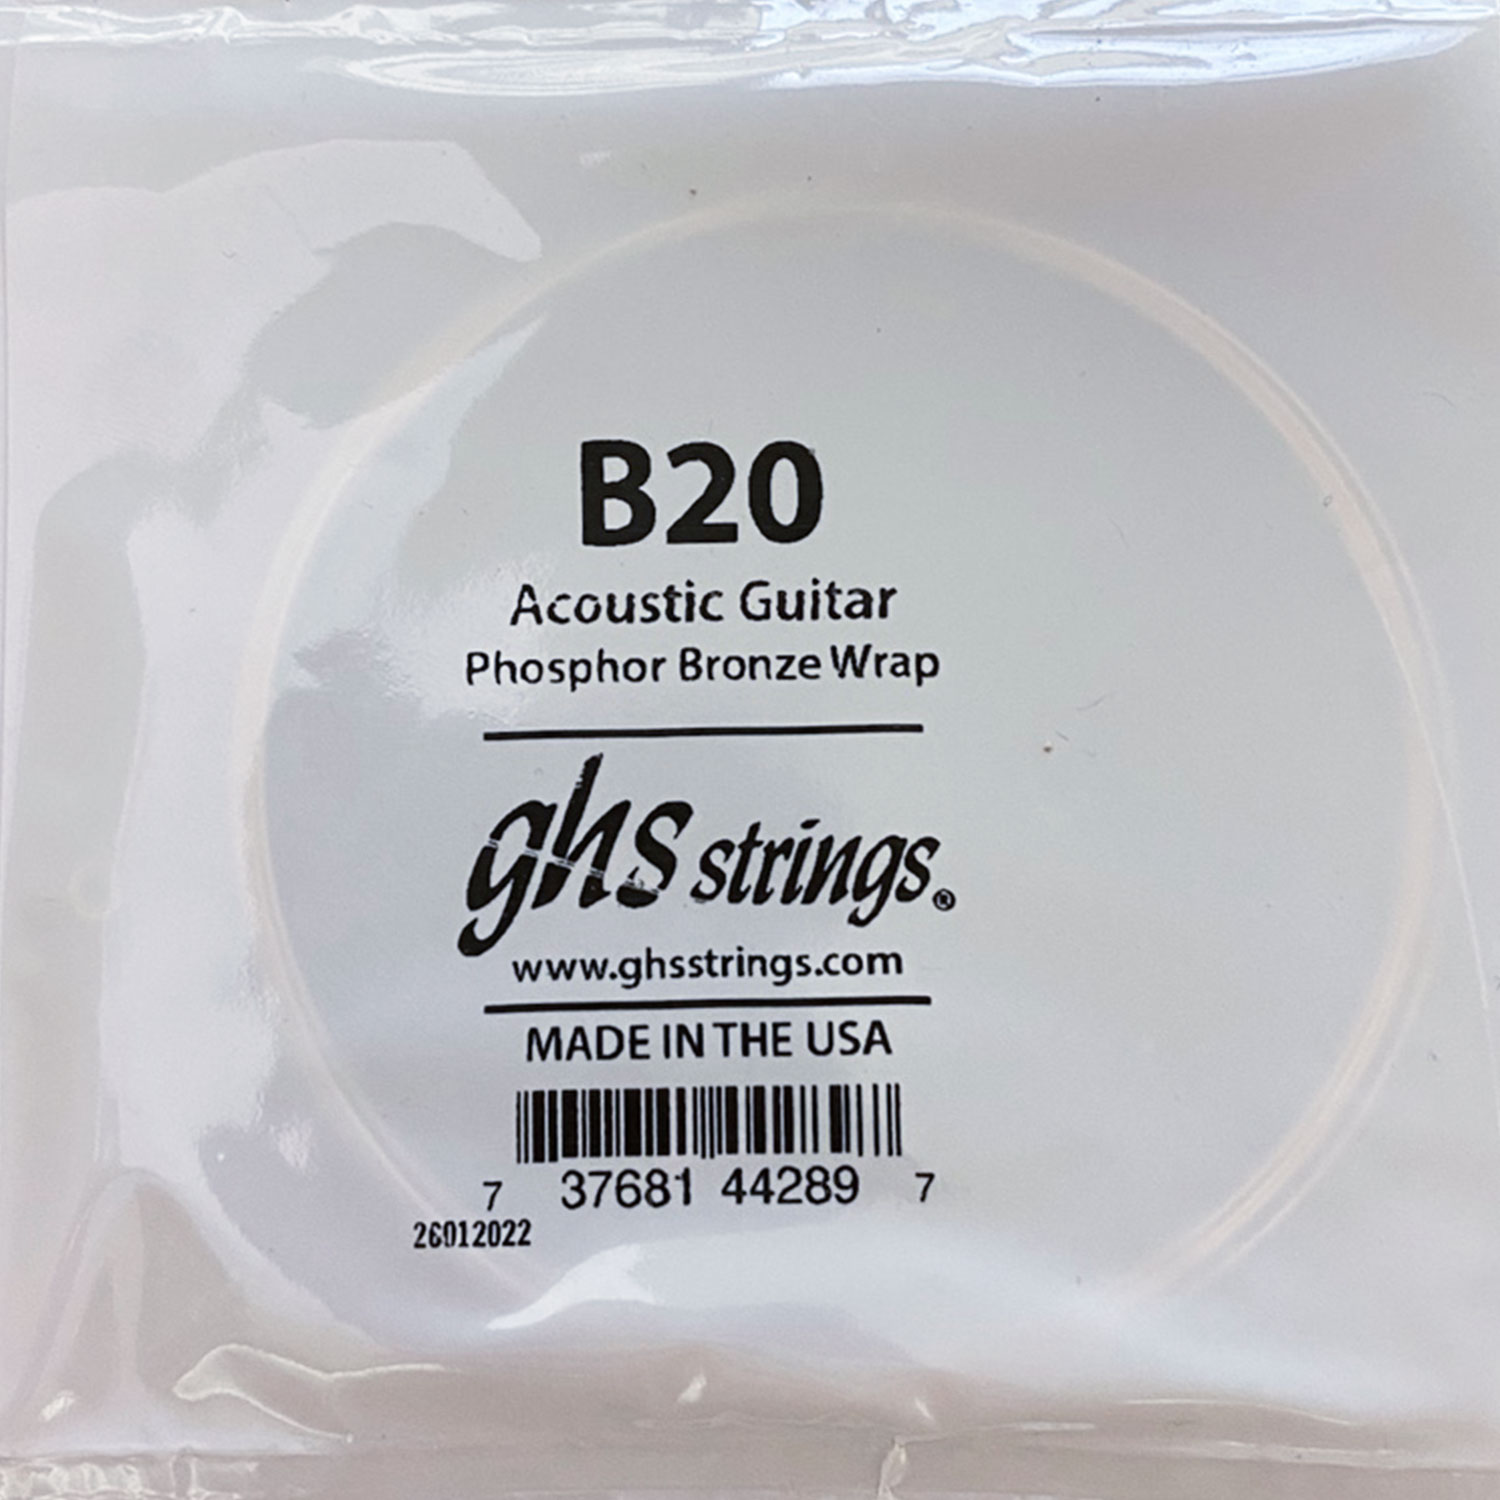 B20
Acoustic Guitar
Phosphor Bronze Wrap
ghs strings®
www.ghsstrings.com
MADE IN THE USA
7 37681 44289 7
26012022